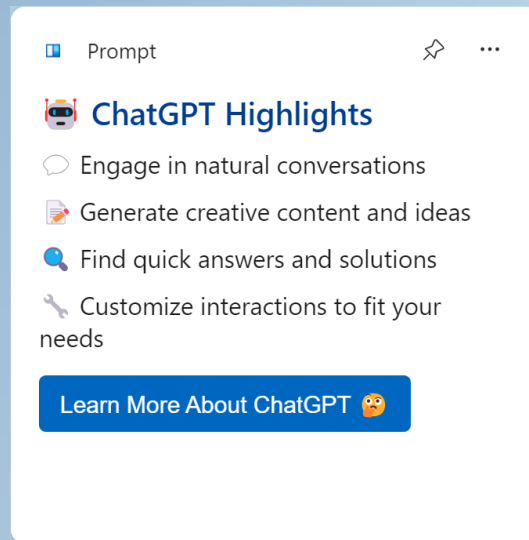 Prompt
🤖 ChatGPT Highlights
💬 Engage in natural conversations
📝 Generate creative content and ideas
🔍 Find quick answers and solutions
🔧 Customize interactions to fit your
needs
Learn More About ChatGPT 🤔